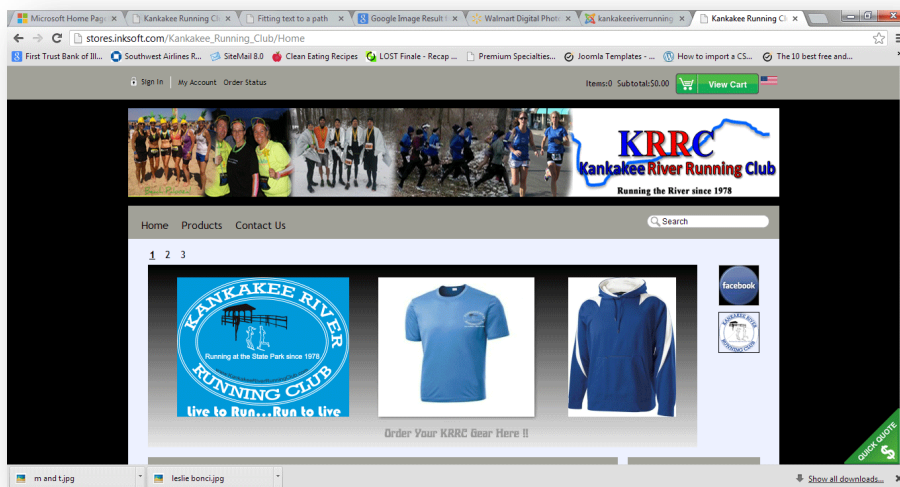 Microsoft Home Page
Kankakee Running Cl
Fitting text to a path
Google Image Result f
Walmart Digital Photo
kankakeeriverrunning
Kankakee Running Cl
stores.inksoft.com/Kankakee_Running_Club/Home
First Trust Bank of Ill...
Southwest Airlines R...
SiteMail 8.0
Clean Eating Recipes
LOST Finale - Recap ...
Premium Specialties...
Joomla Templates - ...
How to import a CS...
The 10 best free and...
Sign In
My Account
Order Status
Items:0 Subtotal:$0.00
View Cart
KRRC
Kankakee River Running Club
Running the River since 1978
Home
Products
Contact Us
Search
1 2 3
facebook
KANKAKEE RIVER
Running at the State Park since 1978
RUNNING CLUB
Live to Run...Run to Live
KANKAKEE RIVER
RUNNING CLUB
Order Your KRRC Gear Here !!
QUICK QUOTE
$
m and t.jpg
leslie bonci.jpg
Show all downloads...